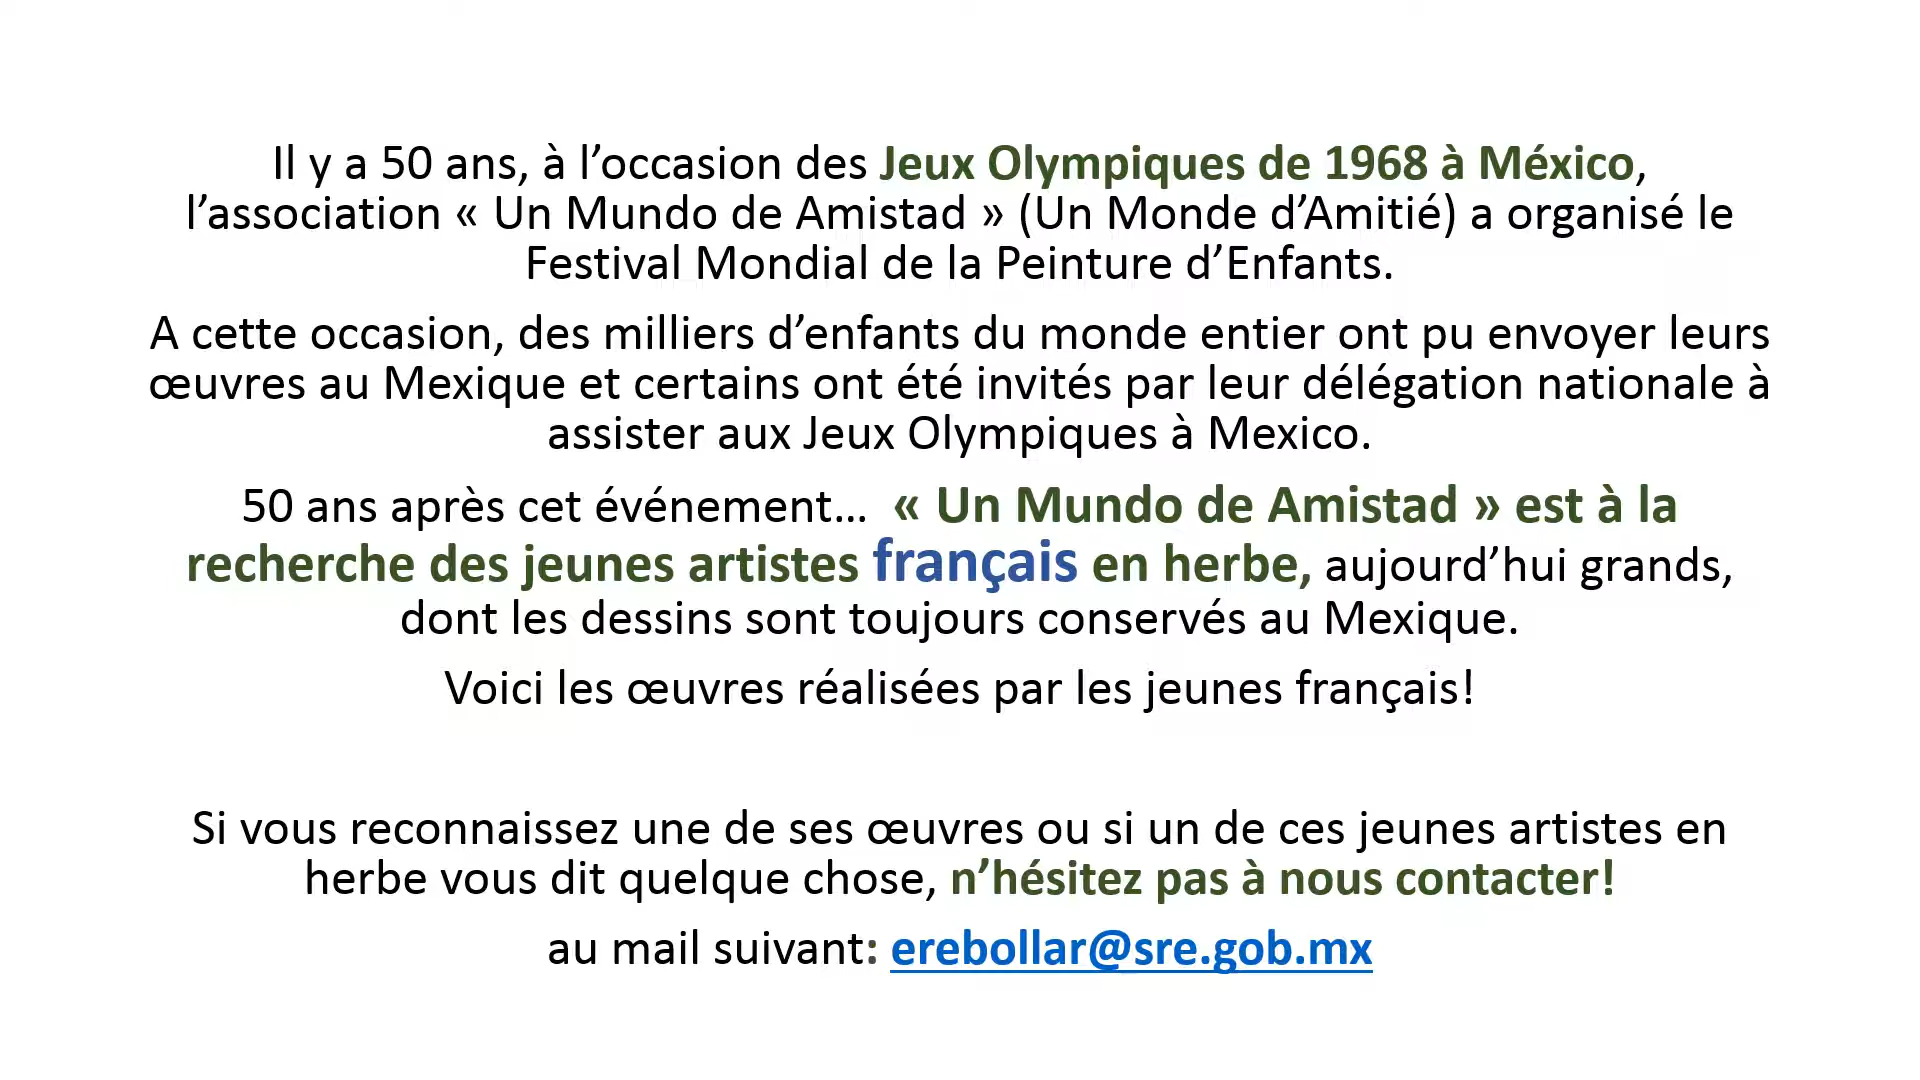 Il y a 50 ans, à l’occasion des Jeux Olympiques de 1968 à México,
l’association « Un Mundo de Amistad » (Un Monde d’Amitié) a organisé le
Festival Mondial de la Peinture d’Enfants.
A cette occasion, des milliers d’enfants du monde entier ont pu envoyer leurs
œuvres au Mexique et certains ont été invités par leur délégation nationale à
assister aux Jeux Olympiques à Mexico.
50 ans après cet événement… « Un Mundo de Amistad » est à la
recherche des jeunes artistes français en herbe, aujourd’hui grands,
dont les dessins sont toujours conservés au Mexique.
Voici les œuvres réalisées par les jeunes français!
Si vous reconnaissez une de ses œuvres ou si un de ces jeunes artistes en
herbe vous dit quelque chose, n’hésitez pas à nous contacter!
au mail suivant: erebollar@sre.gob.mx